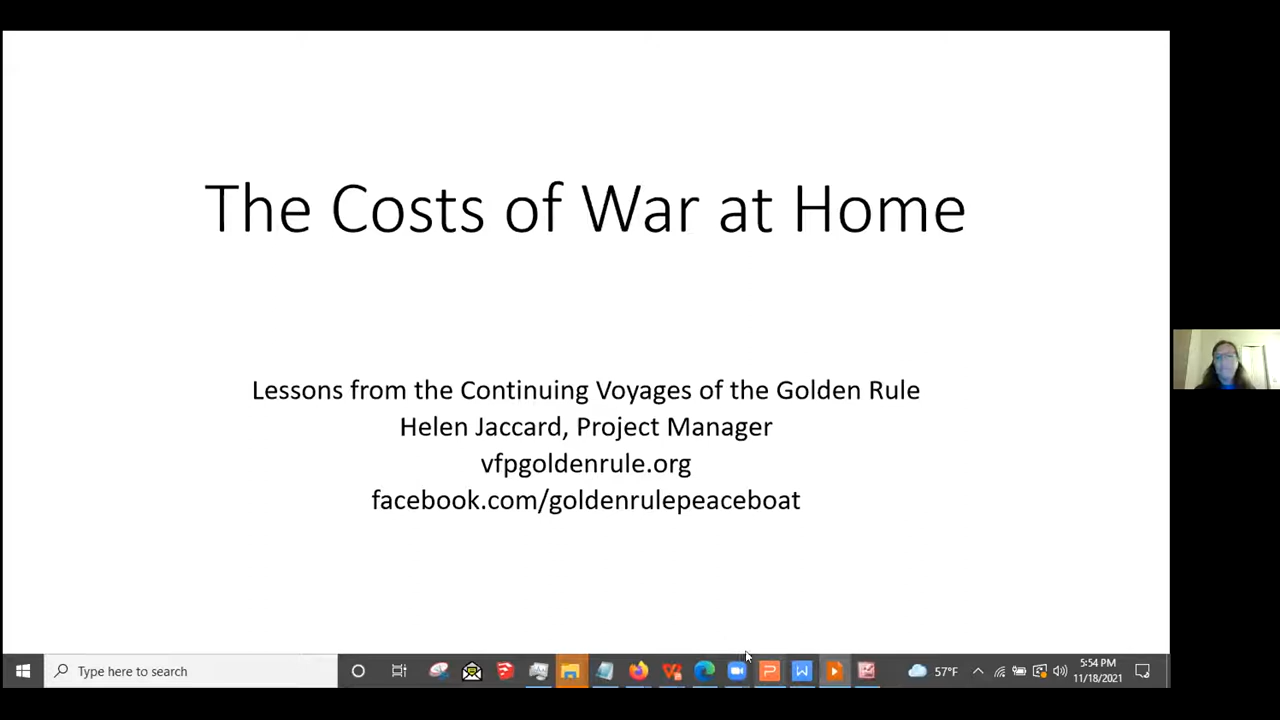 The Costs of War at Home
Lessons from the Continuing Voyages of the Golden Rule
Helen Jaccard, Project Manager
vfpgoldenrule.org
facebook.com/goldenrulepeaceboat
Type here to search
57°F
5:54 PM
11/18/2021